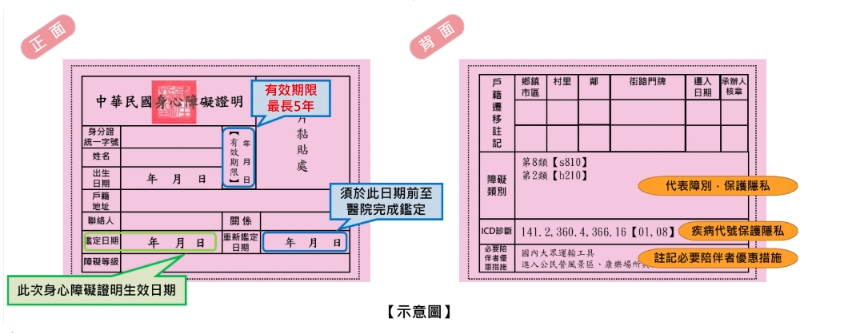 正面
中華民國身心障礙證明
有效期限
最長5年
片
黏
貼
處
身分證
統一字號
【有效期限】
年
月
日
姓名
出生
日期
年 月 日
戶籍
地址
須於此日期前至
醫院完成鑑定
聯絡人
關係
鑑定日期
年 月 日
重新鑑定
日期
年 月 日
障礙等級
此次身心障礙證明生效日期
背面
戶籍遷移註記
鄉鎮
市區
村里
鄰
街路門牌
遷入
日期
承辦人
核章
障礙
類別
第8類【s810】
第2類【b210】
代表障別,保護隱私
ICD診斷
141.2,360.4,366.16【01,08】
疾病代號保護隱私
必要陪
伴者優
惠措施
國內大眾運輸工具
進入公民營風景區、康樂場所
註記必要陪伴者優惠措施
【示意圖】